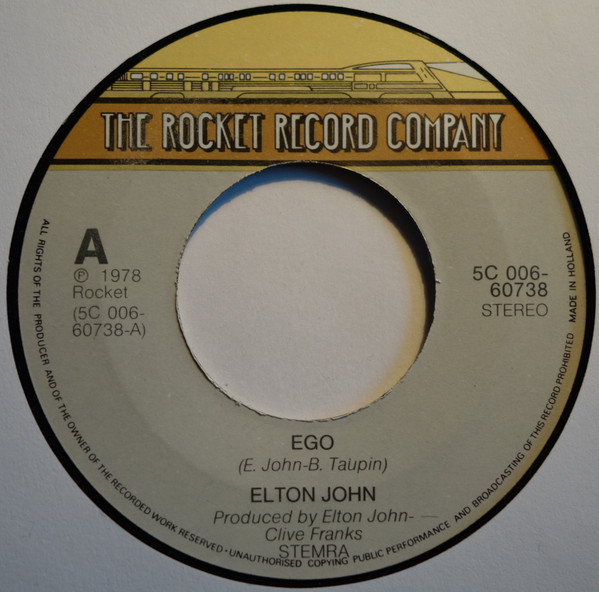 THE ROCKET RECORD COMPANY
A
℗ 1978
Rocket
(5C 006-
60738-A)
5C 006-
60738
STEREO
MADE IN HOLLAND
EGO
(E. John-B. Taupin)
ELTON JOHN
Produced by Elton John-
Clive Franks
STEMRA
ALL RIGHTS OF THE PRODUCER AND OF THE OWNER OF THE RECORDED WORK RESERVED · UNAUTHORISED COPYING PUBLIC PERFORMANCE AND BROADCASTING OF THIS RECORD PROHIBITED